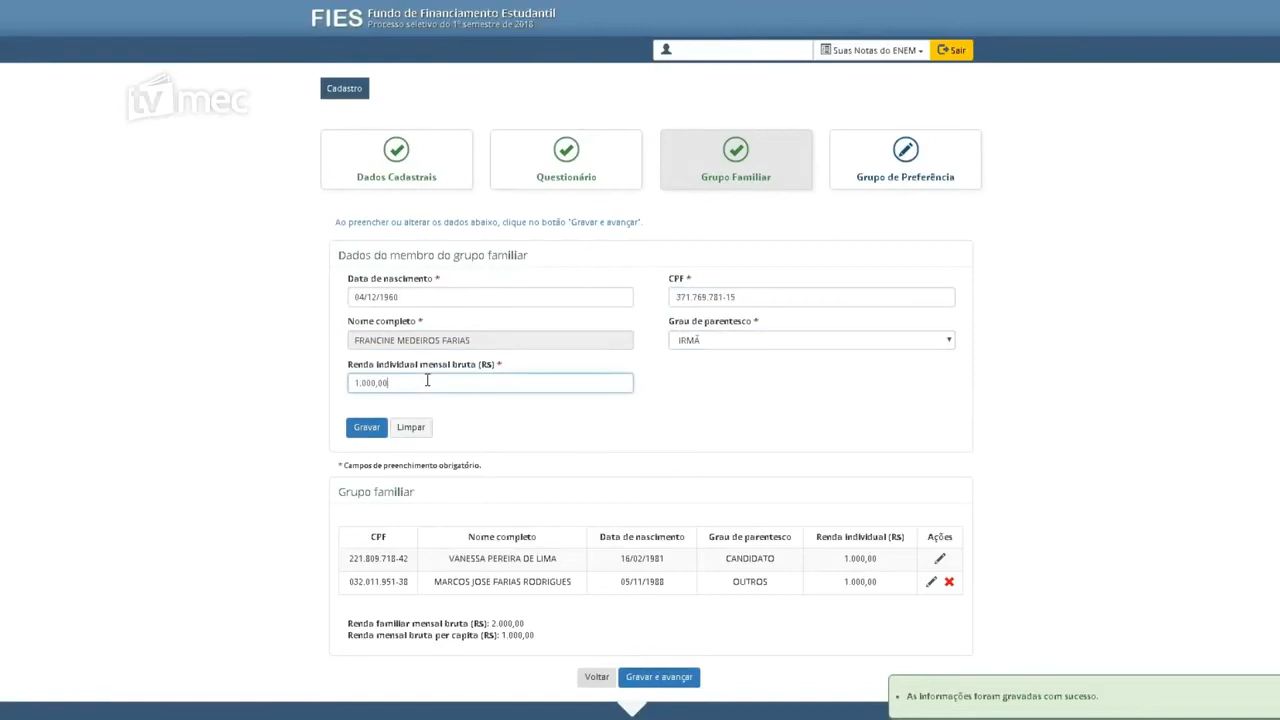 FIES Fundo de Financiamento Estudantil
Processo seletivo do 1º semestre de 2018
Suas Notas do ENEM
Sair
tv mec
Cadastro
Dados Cadastrais
Questionário
Grupo Familiar
Grupo de Preferência
Ao preencher ou alterar os dados abaixo, clique no botão "Gravar e avançar".
Dados do membro do grupo familiar
Data de nascimento *
CPF *
04/12/1960
371.769.781-15
Nome completo *
Grau de parentesco *
FRANCINE MEDEIROS FARIAS
IRMÃ
Renda individual mensal bruta (R$) *
1.000,00
Gravar
Limpar
* Campos de preenchimento obrigatório.
Grupo familiar
CPF Nome completo Data de nascimento Grau de parentesco Renda individual (R$) Ações
221.809.718-42 VANESSA PEREIRA DE LIMA 16/02/1981 CANDIDATO 1.000,00
032.011.951-38 MARCOS JOSE FARIAS RODRIGUES 05/11/1988 OUTROS 1.000,00
Renda familiar mensal bruta (R$): 2.000,00
Renda mensal bruta per capita (R$): 1.000,00
Voltar
Gravar e avançar
As informações foram gravadas com sucesso.